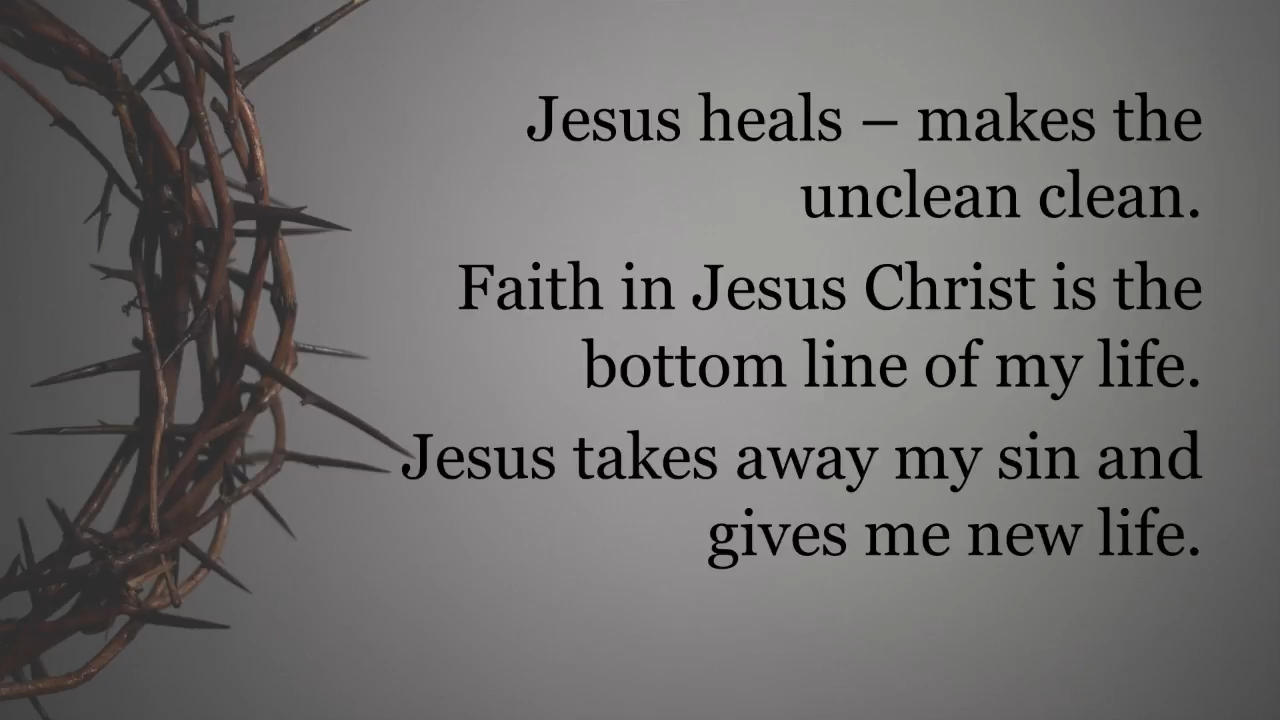 Jesus heals – makes the
unclean clean.
Faith in Jesus Christ is the
bottom line of my life.
Jesus takes away my sin and
gives me new life.